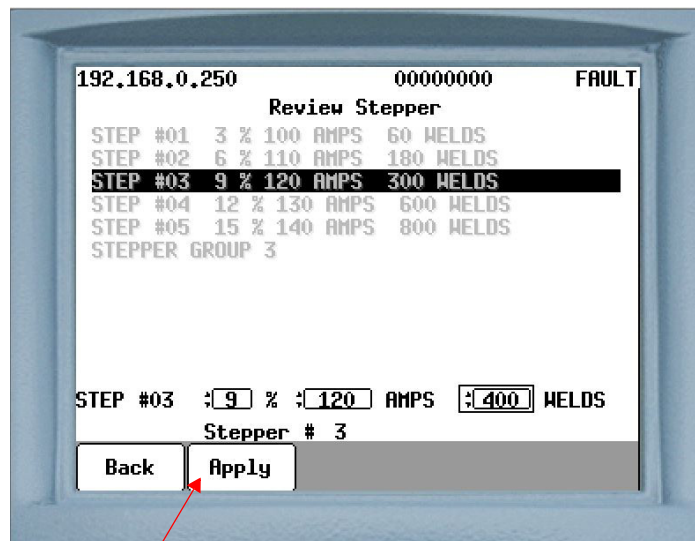 192.168.0.250 00000000 FAULT
Review Stepper
STEP #01 3 % 100 AMPS 60 WELDS
STEP #02 6 % 110 AMPS 180 WELDS
STEP #03 9 % 120 AMPS 300 WELDS
STEP #04 12 % 130 AMPS 600 WELDS
STEP #05 15 % 140 AMPS 800 WELDS
STEPPER GROUP 3
STEP #03 9 % 120 AMPS 400 WELDS
Stepper # 3
Back Apply